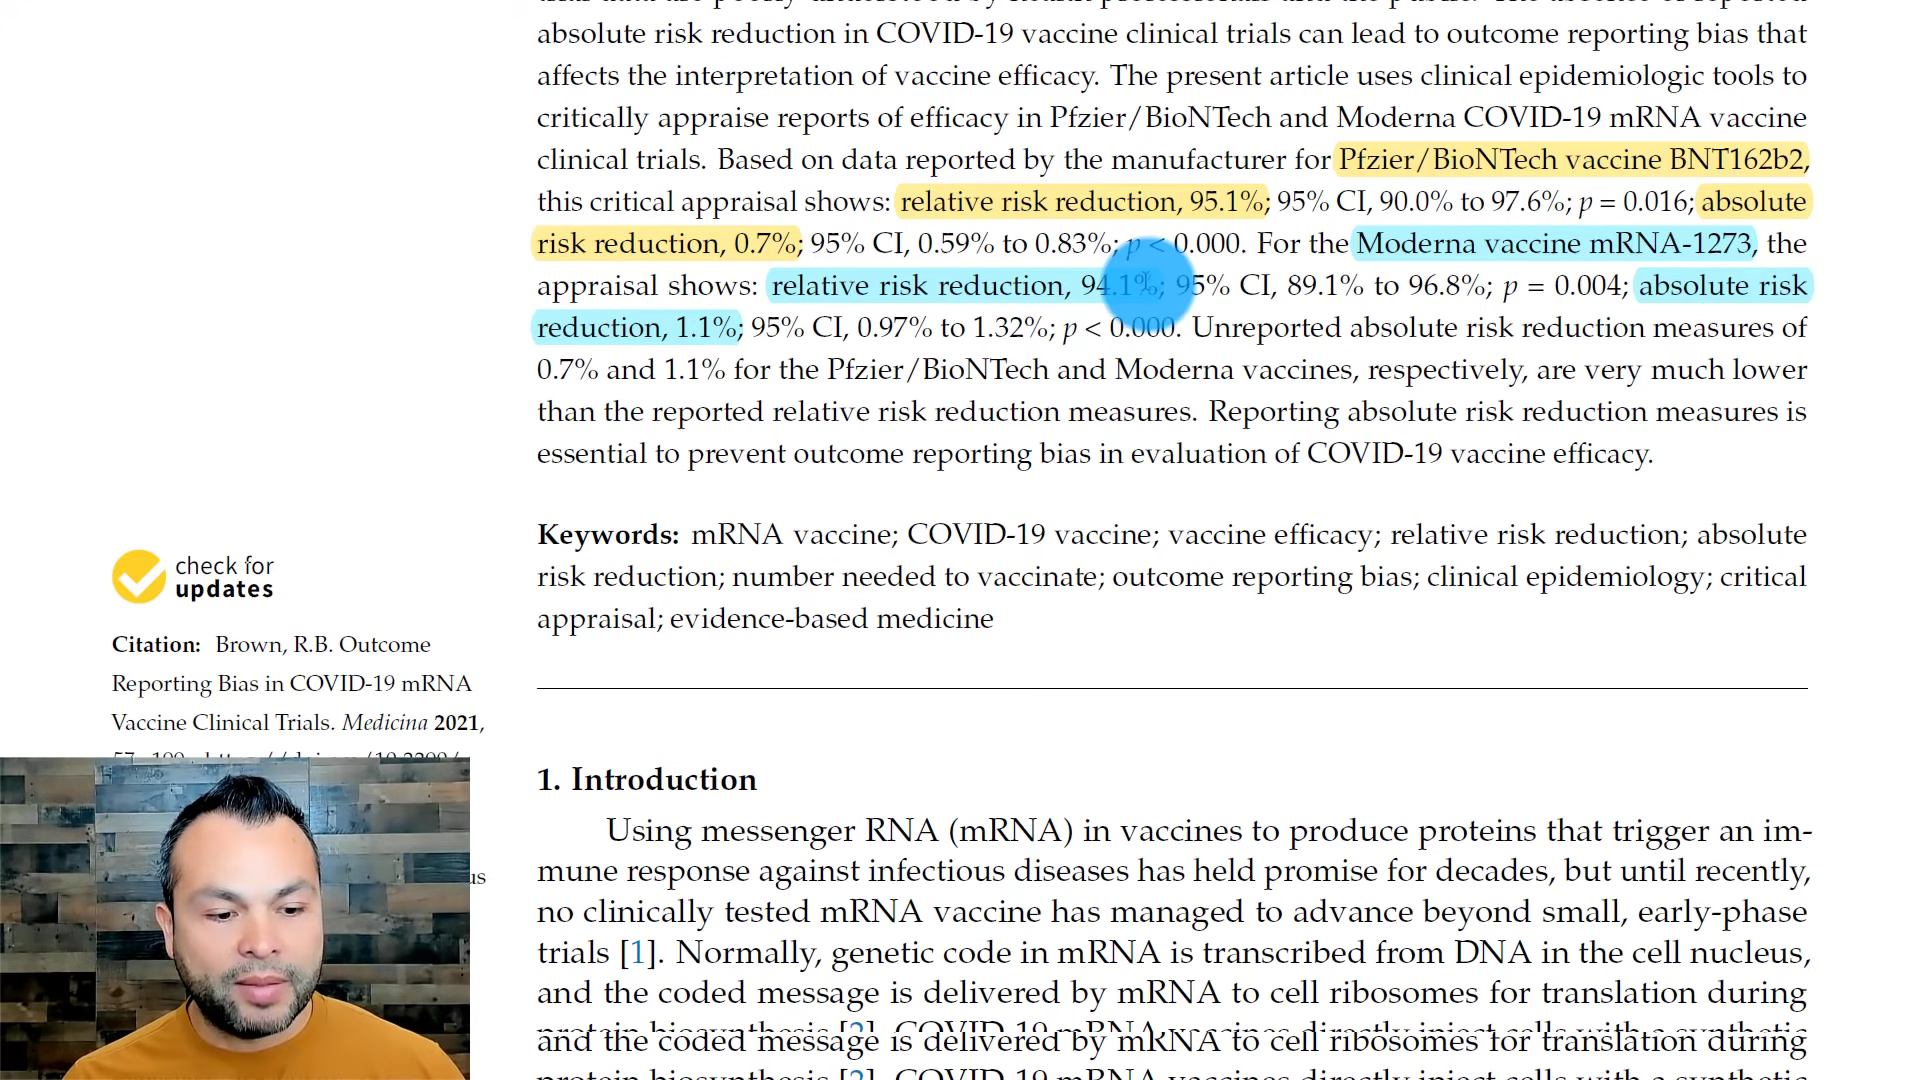 absolute risk reduction in COVID-19 vaccine clinical trials can lead to outcome reporting bias that
affects the interpretation of vaccine efficacy. The present article uses clinical epidemiologic tools to
critically appraise reports of efficacy in Pfzier/BioNTech and Moderna COVID-19 mRNA vaccine
clinical trials. Based on data reported by the manufacturer for Pfzier/BioNTech vaccine BNT162b2,
this critical appraisal shows: relative risk reduction, 95.1%; 95% CI, 90.0% to 97.6%; p = 0.016; absolute
risk reduction, 0.7%; 95% CI, 0.59% to 0.83%; p < 0.000. For the Moderna vaccine mRNA-1273, the
appraisal shows: relative risk reduction, 94.1%; 95% CI, 89.1% to 96.8%; p = 0.004; absolute risk
reduction, 1.1%; 95% CI, 0.97% to 1.32%; p < 0.000. Unreported absolute risk reduction measures of
0.7% and 1.1% for the Pfzier/BioNTech and Moderna vaccines, respectively, are very much lower
than the reported relative risk reduction measures. Reporting absolute risk reduction measures is
essential to prevent outcome reporting bias in evaluation of COVID-19 vaccine efficacy.
Keywords: mRNA vaccine; COVID-19 vaccine; vaccine efficacy; relative risk reduction; absolute
risk reduction; number needed to vaccinate; outcome reporting bias; clinical epidemiology; critical
appraisal; evidence-based medicine
check for
updates
Citation: Brown, R.B. Outcome
Reporting Bias in COVID-19 mRNA
Vaccine Clinical Trials. Medicina 2021,
us
1. Introduction
Using messenger RNA (mRNA) in vaccines to produce proteins that trigger an im-
mune response against infectious diseases has held promise for decades, but until recently,
no clinically tested mRNA vaccine has managed to advance beyond small, early-phase
trials [1]. Normally, genetic code in mRNA is transcribed from DNA in the cell nucleus,
and the coded message is delivered by mRNA to cell ribosomes for translation during
and the coded message is delivered by mRNA to cell ribosomes for translation during